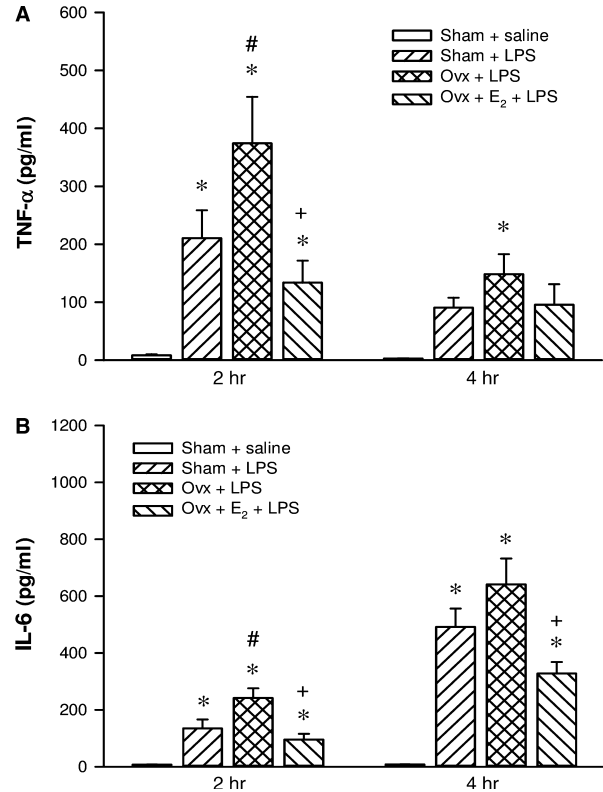 A
TNF-α (pg/ml)
600
500
400
300
200
100
0
Sham + saline
Sham + LPS
Ovx + LPS
Ovx + E2 + LPS
*
#
*
+
*
*
2 hr
4 hr
B
IL-6 (pg/ml)
1200
1000
800
600
400
200
0
Sham + saline
Sham + LPS
Ovx + LPS
Ovx + E2 + LPS
*
#
*
+
*
*
*
+
*
2 hr
4 hr